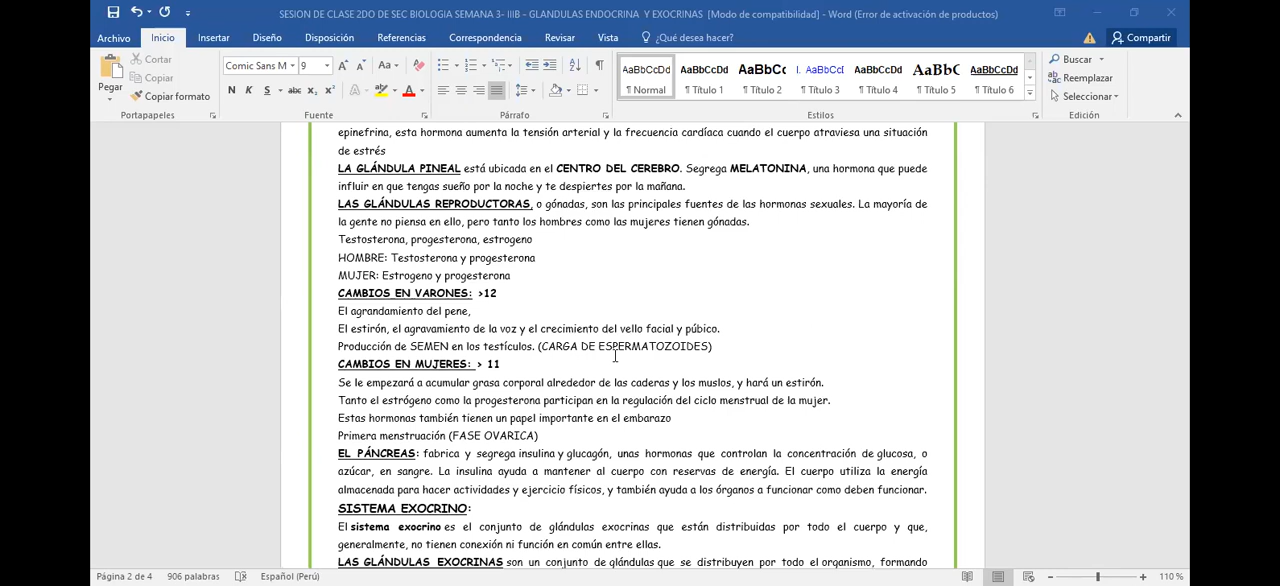 SESION DE CLASE 2DO DE SEC BIOLOGIA SEMANA 3- IIIB - GLANDULAS ENDOCRINA Y EXOCRINAS [Modo de compatibilidad] - Word (Error de activación de productos)
Archivo Inicio Insertar Diseño Disposición Referencias Correspondencia Revisar Vista ¿Qué desea hacer? Compartir
Pegar
Cortar
Copiar
Copiar formato
Comic Sans M 9
Aa
N K S abc x₂ x² A ab A
AaBbCcDd AaBbCcDd AaBbCc I. AaBbCcI AaBbCcDd AaBbC AaBbCcDd
¶ Normal ¶ Título 1 ¶ Título 2 ¶ Título 3 ¶ Título 4 ¶ Título 5 ¶ Título 6
Buscar
Reemplazar
Seleccionar
Portapapeles Fuente Párrafo Estilos Edición
epinefrina, esta hormona aumenta la tensión arterial y la frecuencia cardíaca cuando el cuerpo atraviesa una situación
de estrés
LA GLÁNDULA PINEAL está ubicada en el CENTRO DEL CEREBRO. Segrega MELATONINA, una hormona que puede
influir en que tengas sueño por la noche y te despiertes por la mañana.
LAS GLÁNDULAS REPRODUCTORAS, o gónadas, son las principales fuentes de las hormonas sexuales. La mayoría de
la gente no piensa en ello, pero tanto los hombres como las mujeres tienen gónadas.
Testosterona, progesterona, estrogeno
HOMBRE: Testosterona y progesterona
MUJER: Estrogeno y progesterona
CAMBIOS EN VARONES: >12
El agrandamiento del pene,
El estirón, el agravamiento de la voz y el crecimiento del vello facial y púbico.
Producción de SEMEN en los testículos. (CARGA DE ESPERMATOZOIDES)
CAMBIOS EN MUJERES: > 11
Se le empezará a acumular grasa corporal alrededor de las caderas y los muslos, y hará un estirón.
Tanto el estrógeno como la progesterona participan en la regulación del ciclo menstrual de la mujer.
Estas hormonas también tienen un papel importante en el embarazo
Primera menstruación (FASE OVARICA)
EL PÁNCREAS: fabrica y segrega insulina y glucagón, unas hormonas que controlan la concentración de glucosa, o
azúcar, en sangre. La insulina ayuda a mantener al cuerpo con reservas de energía. El cuerpo utiliza la energía
almacenada para hacer actividades y ejercicio físicos, y también ayuda a los órganos a funcionar como deben funcionar.
SISTEMA EXOCRINO:
El sistema exocrino es el conjunto de glándulas exocrinas que están distribuidas por todo el cuerpo y que,
generalmente, no tienen conexión ni función en común entre ellas.
LAS GLÁNDULAS EXOCRINAS son un conjunto de glándulas que se distribuyen por todo el organismo, formando
Página 2 de 4 906 palabras Español (Perú) 110 %